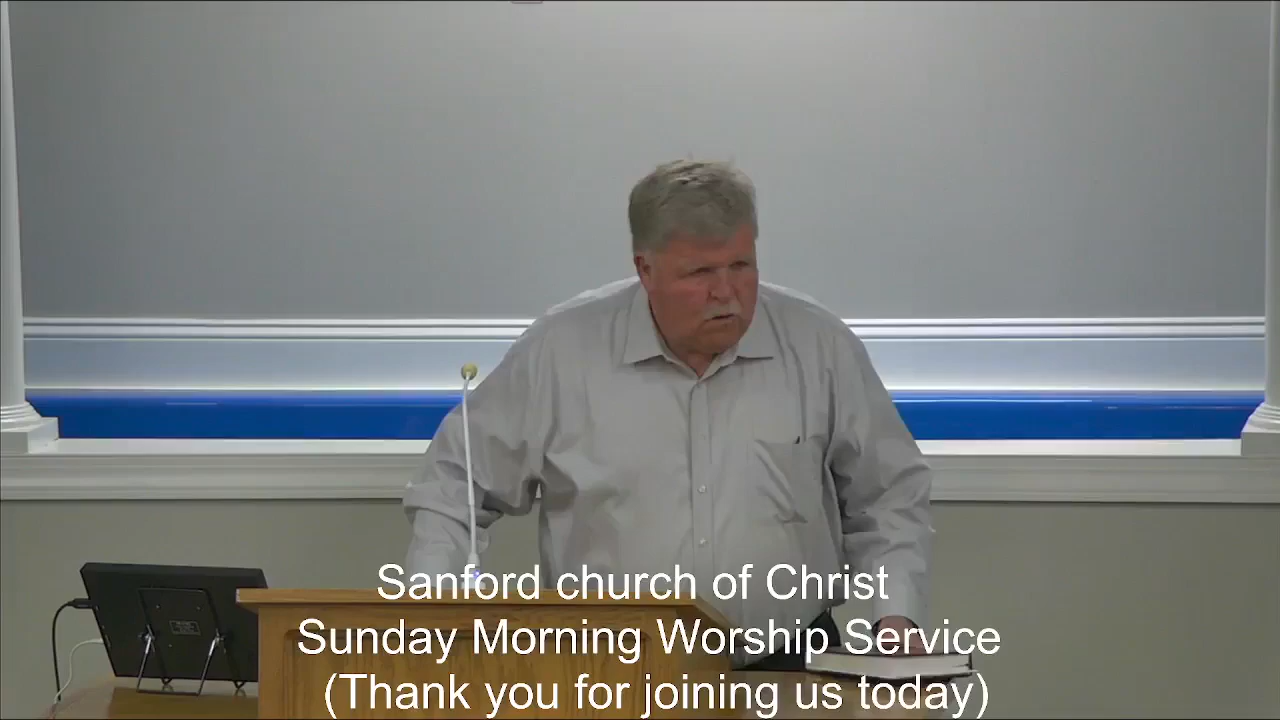 Sanford church of Christ
Sunday Morning Worship Service
(Thank you for joining us today)